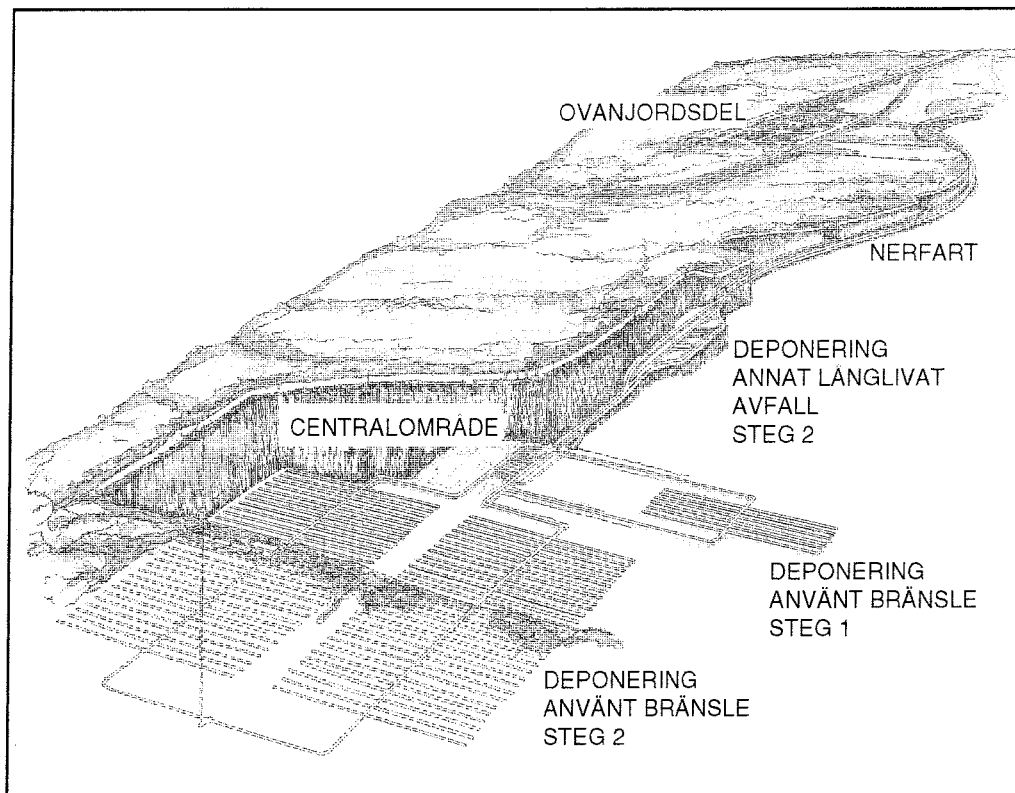 OVANJORDSDEL
NERFART
DEPONERING
ANNAT LÅNGLIVAT
AVFALL
STEG 2
CENTRALOMRÅDE
DEPONERING
ANVÄNT BRÄNSLE
STEG 1
DEPONERING
ANVÄNT BRÄNSLE
STEG 2